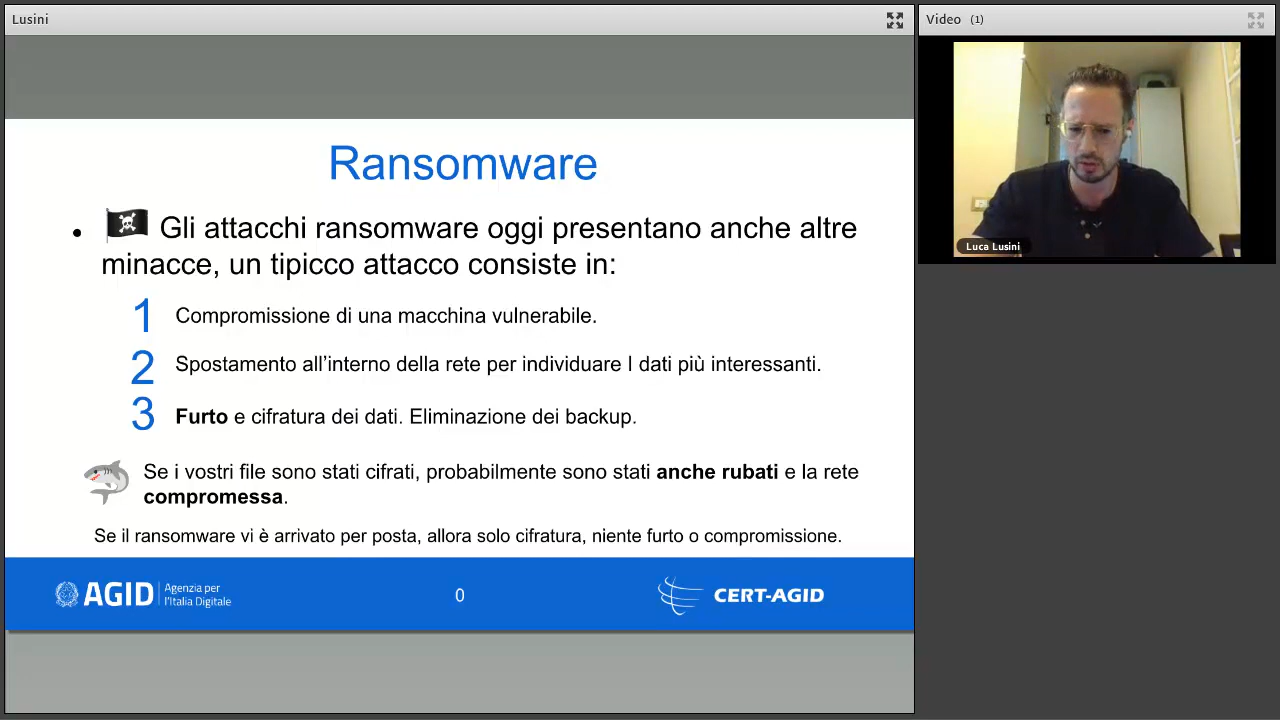 Lusini
Video (1)
Luca Lusini
Ransomware
• Gli attacchi ransomware oggi presentano anche altre
minacce, un tipicco attacco consiste in:
1 Compromissione di una macchina vulnerabile.
2 Spostamento all’interno della rete per individuare I dati più interessanti.
3 Furto e cifratura dei dati. Eliminazione dei backup.
Se i vostri file sono stati cifrati, probabilmente sono stati anche rubati e la rete
compromessa.
Se il ransomware vi è arrivato per posta, allora solo cifratura, niente furto o compromissione.
AGID Agenzia per
l’Italia Digitale
0
CERT-AGID